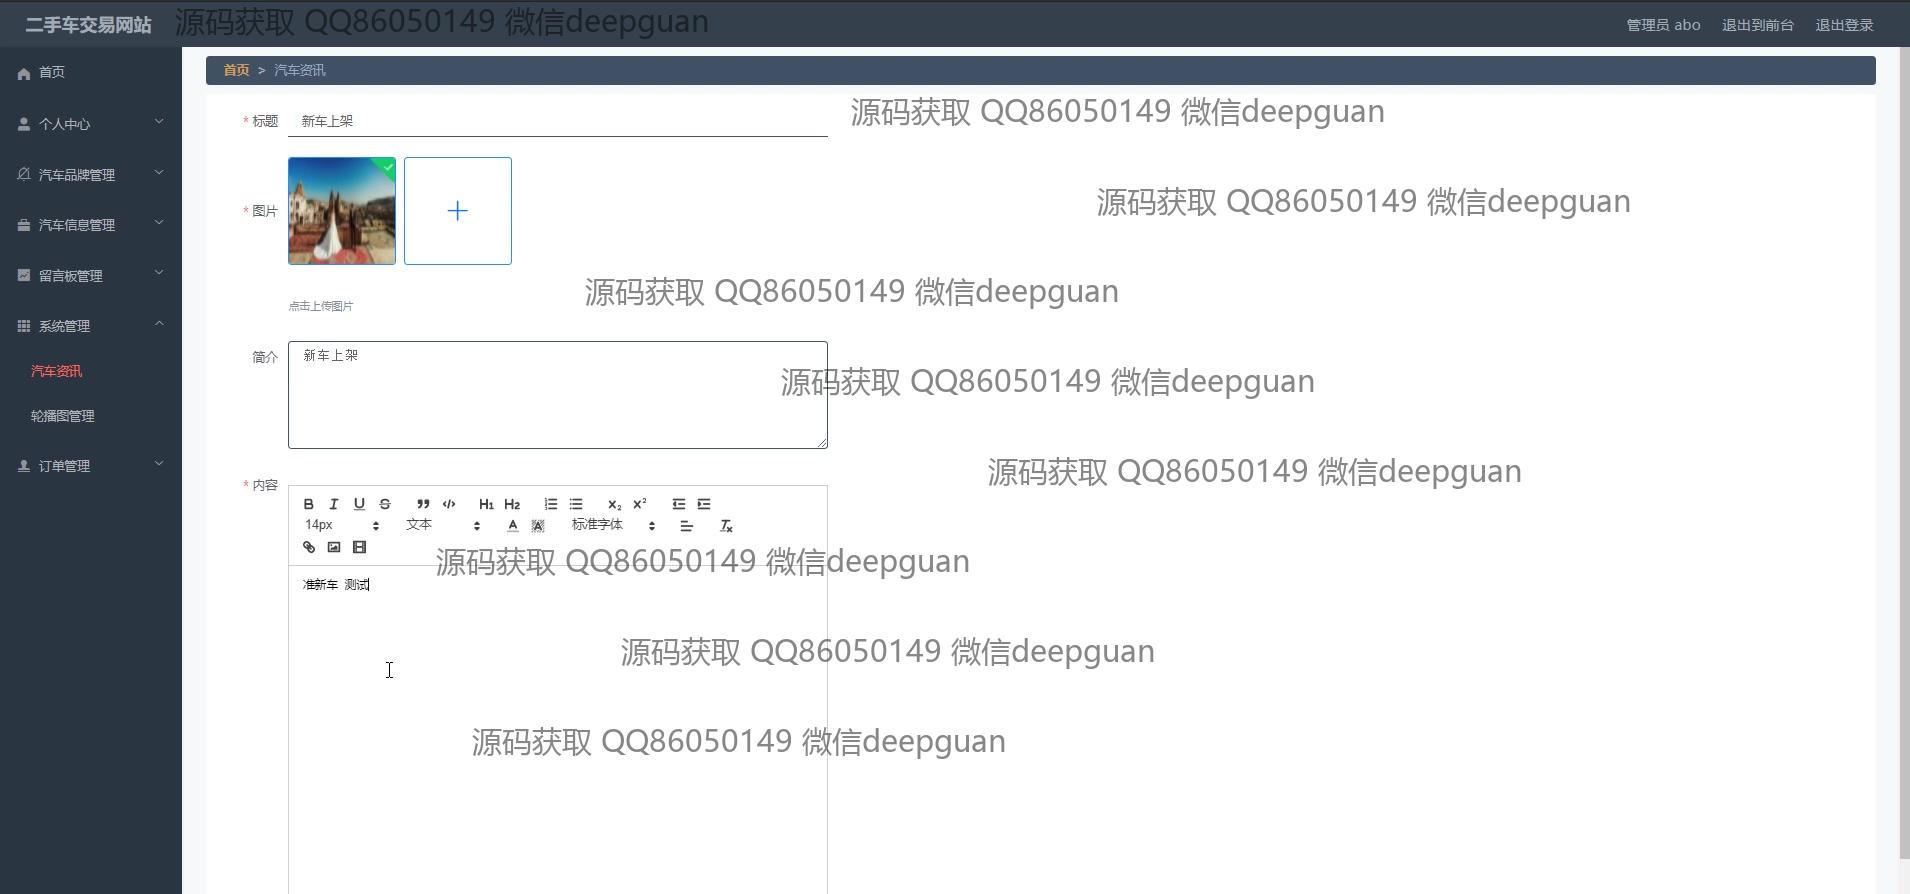 二手车交易网站 源码获取 QQ86050149 微信deepguan 管理员 abo 退出到前台 退出登录
首页
个人中心
汽车品牌管理
汽车信息管理
留言板管理
系统管理
汽车资讯
轮播图管理
订单管理
首页 > 汽车资讯
* 标题 新车上架
源码获取 QQ86050149 微信deepguan
源码获取 QQ86050149 微信deepguan
* 图片
源码获取 QQ86050149 微信deepguan
点击上传图片
简介 新车上架
源码获取 QQ86050149 微信deepguan
源码获取 QQ86050149 微信deepguan
* 内容
B I U S H1 H2 x₂ x²
14px 文本 A A 标准字体 Tx
源码获取 QQ86050149 微信deepguan
准新车 测试
源码获取 QQ86050149 微信deepguan
源码获取 QQ86050149 微信deepguan